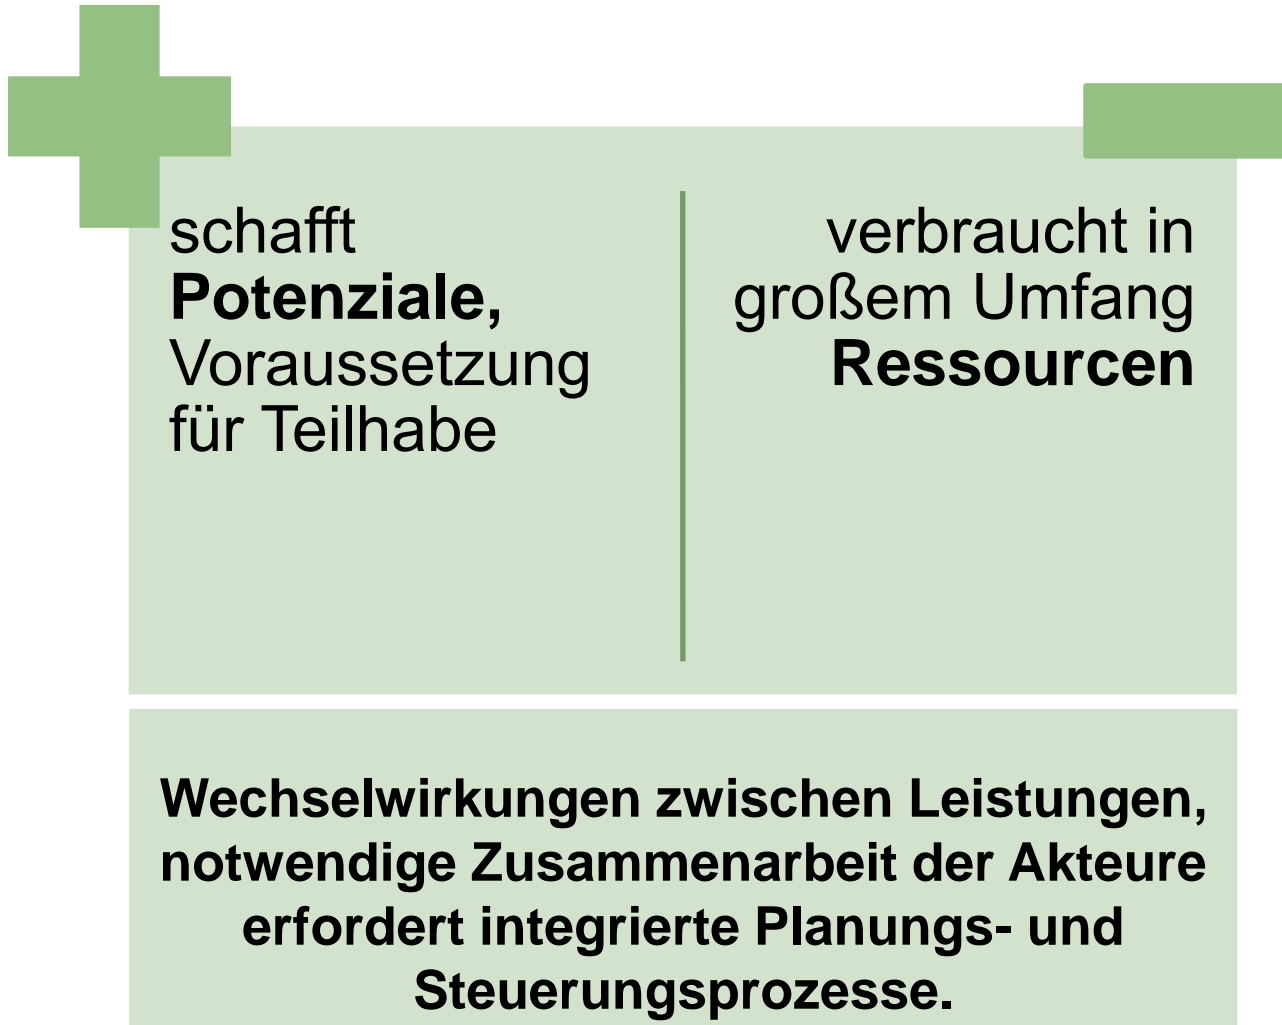 schafft
Potenziale,
Voraussetzung
für Teilhabe
verbraucht in
großem Umfang
Ressourcen
Wechselwirkungen zwischen Leistungen,
notwendige Zusammenarbeit der Akteure
erfordert integrierte Planungs- und
Steuerungsprozesse.